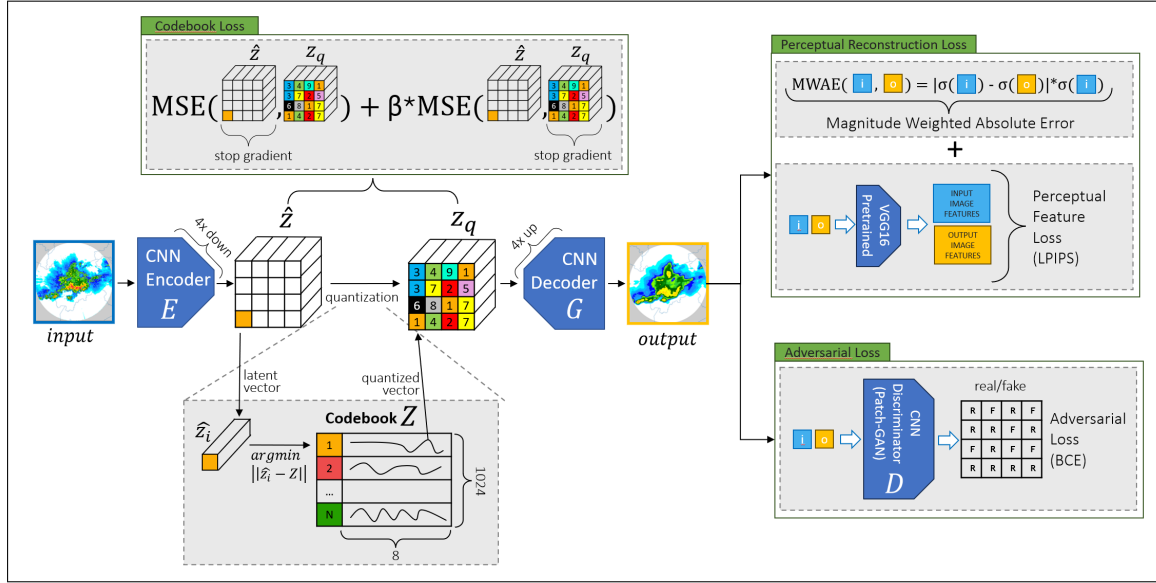 Codebook Loss
ẑ
z_q
ẑ
z_q
3 4 9 1
3 7 2 5
6 8 1 7
1 4 2 7
3 4 9 1
3 7 2 5
6 8 1 7
1 4 2 7
MSE( , ) + β*MSE( , )
stop gradient
stop gradient
Perceptual Reconstruction Loss
MWAE( i , o ) = |σ( i ) - σ( o )|*σ( i )
Magnitude Weighted Absolute Error
+
i o
VGG16
Pretrained
INPUT
IMAGE
FEATURES
OUTPUT
IMAGE
FEATURES
Perceptual
Feature
Loss
(LPIPS)
input
CNN
Encoder
E
4x down
ẑ
quantization
z_q
3 4 9 1
3 7 2 5
6 8 1 7
1 4 2 7
4x up
CNN
Decoder
G
output
latent
vector
quantized
vector
ẑ_i
argmin
||ẑ_i − Z||
Codebook Z
1
2
...
N
1024
8
Adversarial Loss
i o
CNN
Discriminator
(Patch-GAN)
D
real/fake
R F R F
R R R R
F F R F
R R R R
Adversarial
Loss
(BCE)